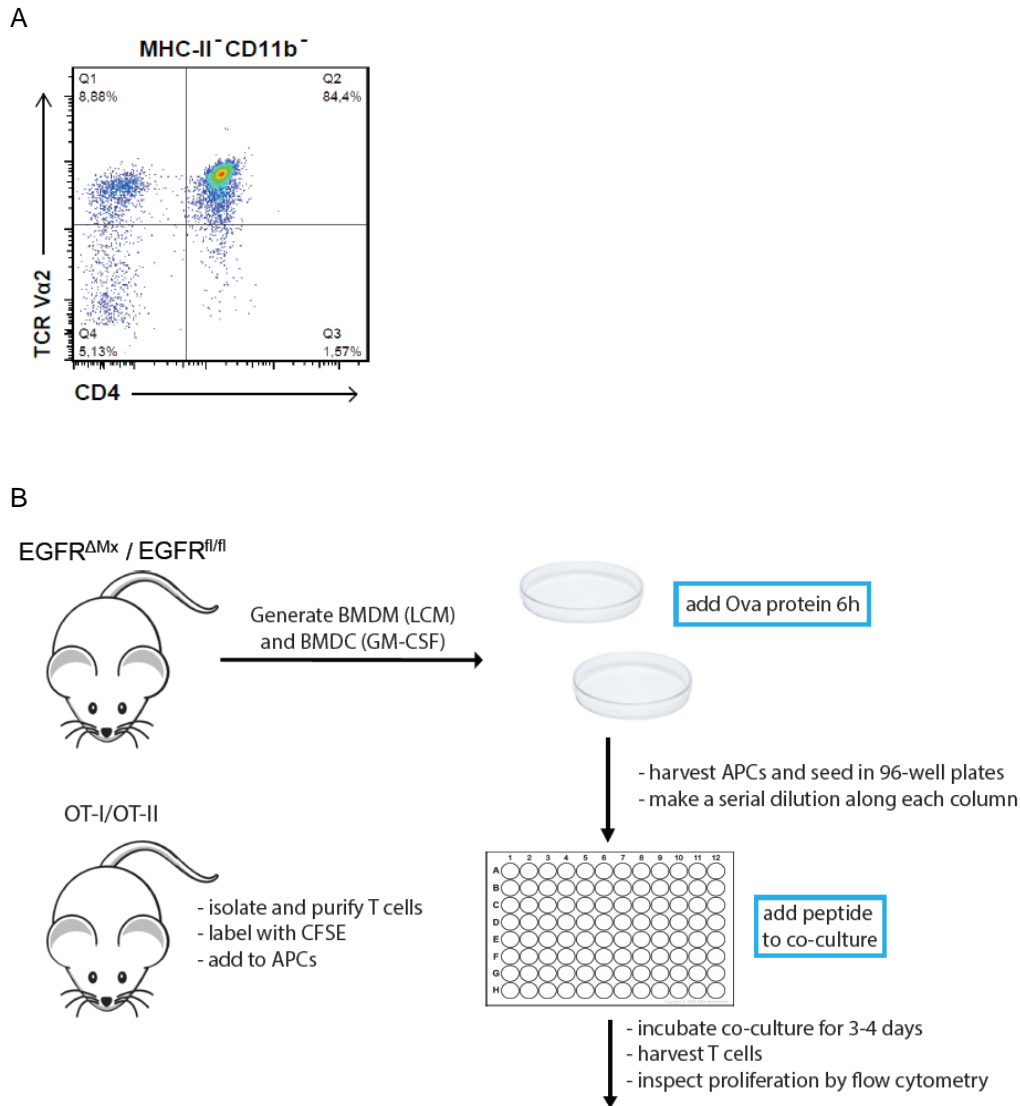 A
MHC-II⁻CD11b⁻
Q1
8,88%
Q2
84,4%
TCR Vα2
Q4
5,13%
Q3
1,57%
CD4
B
EGFR^ΔMx / EGFR^fl/fl
Generate BMDM (LCM)
and BMDC (GM-CSF)
add Ova protein 6h
- harvest APCs and seed in 96-well plates
- make a serial dilution along each column
OT-I/OT-II
- isolate and purify T cells
- label with CFSE
- add to APCs
1 2 3 4 5 6 7 8 9 10 11 12
A
B
C
D
E
F
G
H
add peptide
to co-culture
- incubate co-culture for 3-4 days
- harvest T cells
- inspect proliferation by flow cytometry